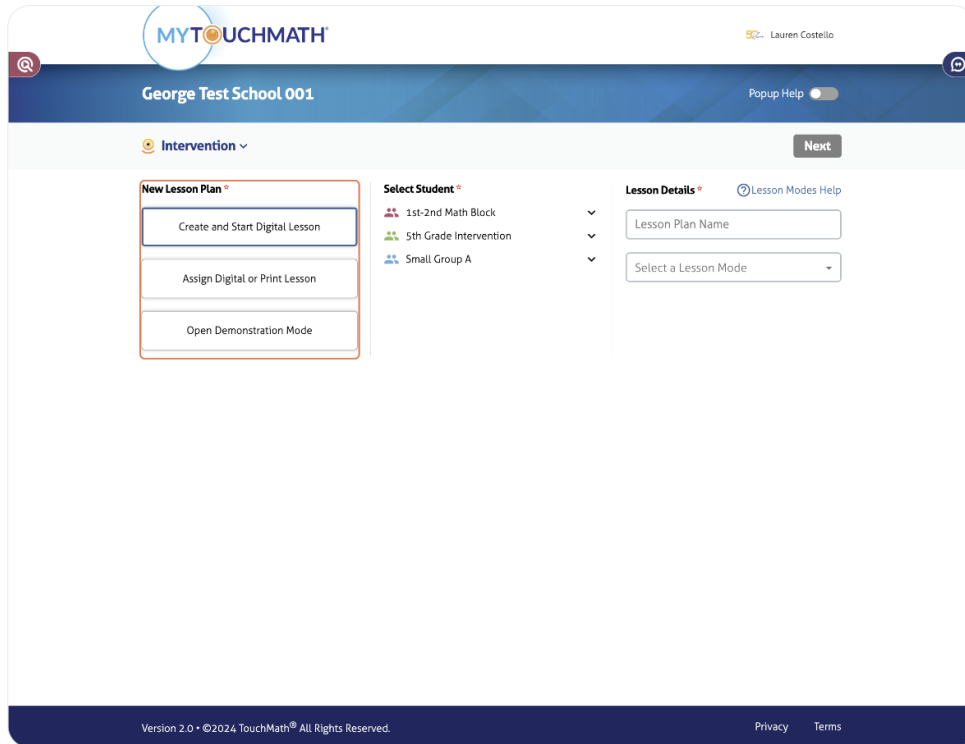 MYTOUCHMATH®
Lauren Costello
George Test School 001
Popup Help
Intervention
Next
New Lesson Plan *
Create and Start Digital Lesson
Assign Digital or Print Lesson
Open Demonstration Mode
Select Student *
1st-2nd Math Block
5th Grade Intervention
Small Group A
Lesson Details *
Lesson Modes Help
Lesson Plan Name
Select a Lesson Mode
Version 2.0 • ©2024 TouchMath® All Rights Reserved.
Privacy
Terms